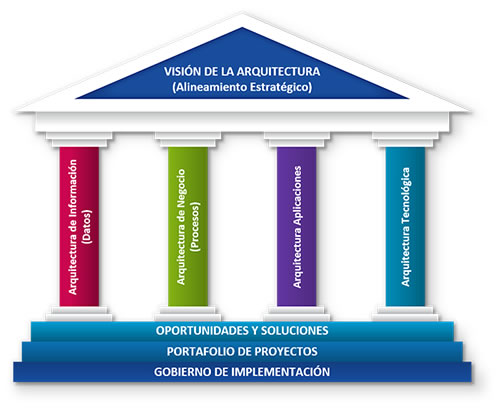 VISIÓN DE LA ARQUITECTURA
(Alineamiento Estratégico)
Arquitectura de Información
(Datos)
Arquitectura de Negocio
(Procesos)
Arquitectura Aplicaciones
Arquitectura Tecnológica
OPORTUNIDADES Y SOLUCIONES
PORTAFOLIO DE PROYECTOS
GOBIERNO DE IMPLEMENTACIÓN